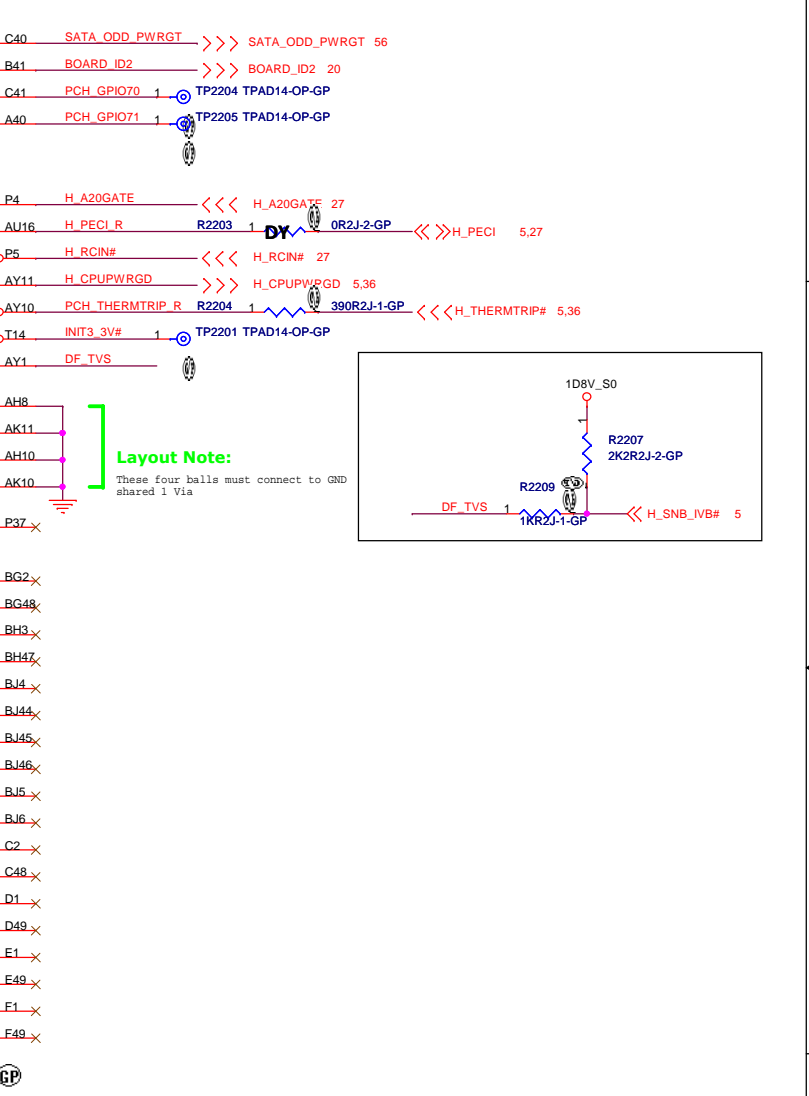 C40 SATA_ODD_PWRGT SATA_ODD_PWRGT 56
B41 BOARD_ID2 BOARD_ID2 20
C41 PCH_GPIO70 1 TP2204 TPAD14-OP-GP
A40 PCH_GPIO71 1 TP2205 TPAD14-OP-GP
P4 H_A20GATE H_A20GATE 27
AU16 H_PECI_R R2203 1 DY 0R2J-2-GP H_PECI 5,27
P5 H_RCIN# H_RCIN# 27
AY11 H_CPUPWRGD H_CPUPWRGD 5,36
AY10 PCH_THERMTRIP_R R2204 1 390R2J-1-GP H_THERMTRIP# 5,36
T14 INIT3_3V# 1 TP2201 TPAD14-OP-GP
AY1 DF_TVS
1D8V_S0
1
R2207
2K2R2J-2-GP
R2209
DF_TVS 1 H_SNB_IVB# 5
1KR2J-1-GP
AH8
AK11
AH10
AK10
Layout Note:
These four balls must connect to GND
shared 1 Via
P37
BG2
BG48
BH3
BH47
BJ4
BJ44
BJ45
BJ46
BJ5
BJ6
C2
C48
D1
D49
E1
E49
F1
F49
GP